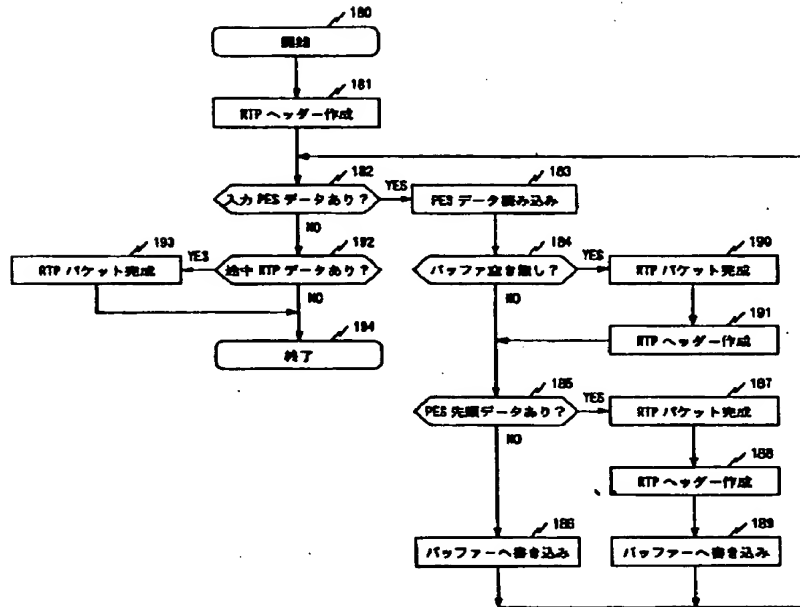 180
開始
181
RTP ヘッダー作成
182
入力 PES データあり？
YES
183
PES データ読み込み
NO
193
RTP パケット完成
YES
192
途中 RTP データあり？
NO
194
終了
184
バッファ空き無し？
YES
190
RTP パケット完成
NO
191
RTP ヘッダー作成
185
PES 先頭データあり？
YES
187
RTP パケット完成
NO
188
RTP ヘッダー作成
186
バッファーへ書き込み
189
バッファーへ書き込み